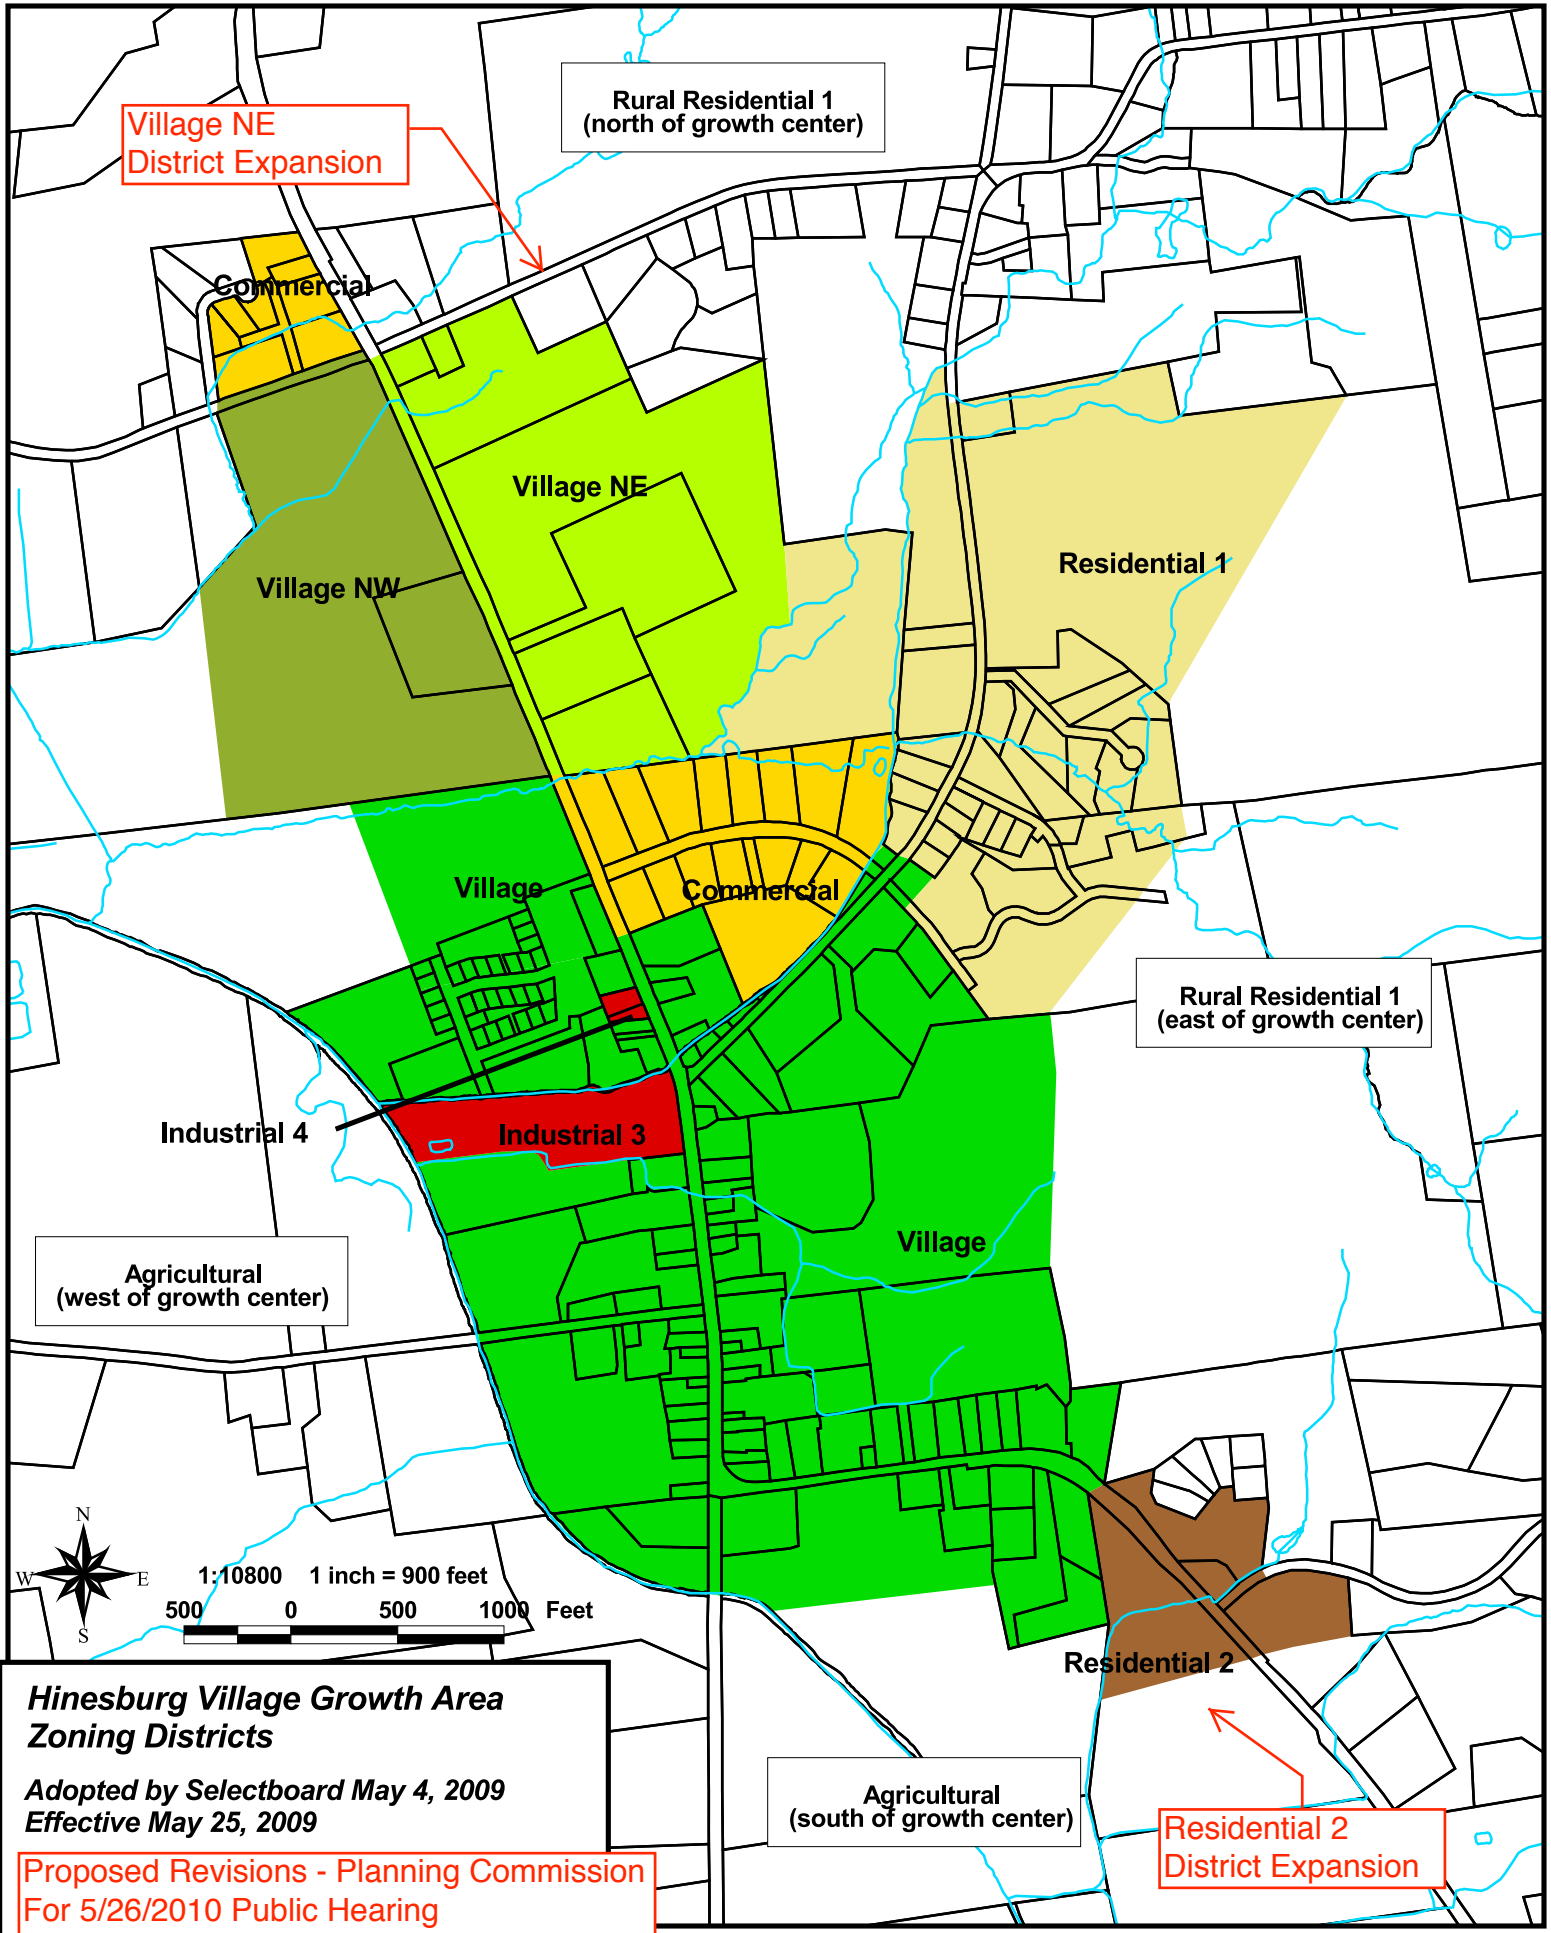 Rural Residential 1
(north of growth center)
Village NE
District Expansion
Commercial
Village NE
Residential 1
Village NW
Village
Commercial
Rural Residential 1
(east of growth center)
Industrial 4
Industrial 3
Village
Agricultural
(west of growth center)
N
W E
S
1:10800 1 inch = 900 feet
500 0 500 1000 Feet
Residential 2
Hinesburg Village Growth Area
Zoning Districts
Adopted by Selectboard May 4, 2009
Effective May 25, 2009
Agricultural
(south of growth center)
Residential 2
District Expansion
Proposed Revisions - Planning Commission
For 5/26/2010 Public Hearing